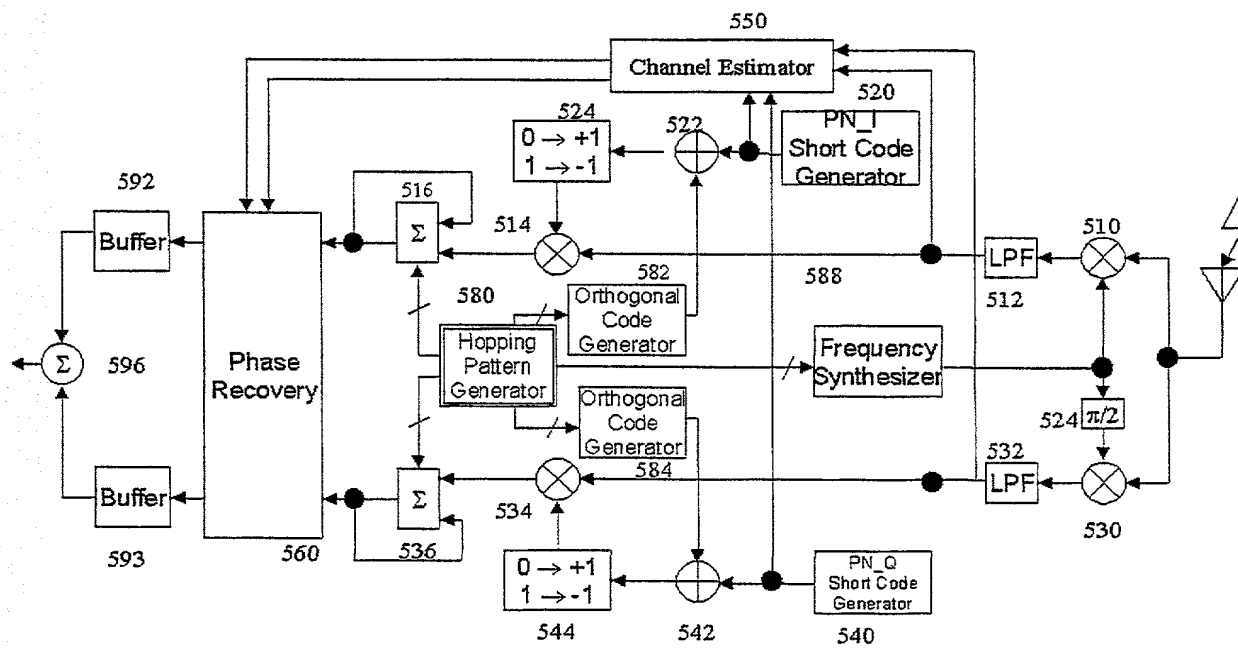 550
Channel Estimator
524
0 → +1
1 → -1
522
520
PN_I
Short Code
Generator
592
Buffer
516
Σ
514
510
LPF
512
588
582
Orthogonal
Code
Generator
580
Hopping
Pattern
Generator
Frequency
Synthesizer
Phase
Recovery
Σ
596
Orthogonal
Code
Generator
524
π/2
532
LPF
584
530
Buffer
593
560
Σ
536
534
0 → +1
1 → -1
544
542
PN_Q
Short Code
Generator
540